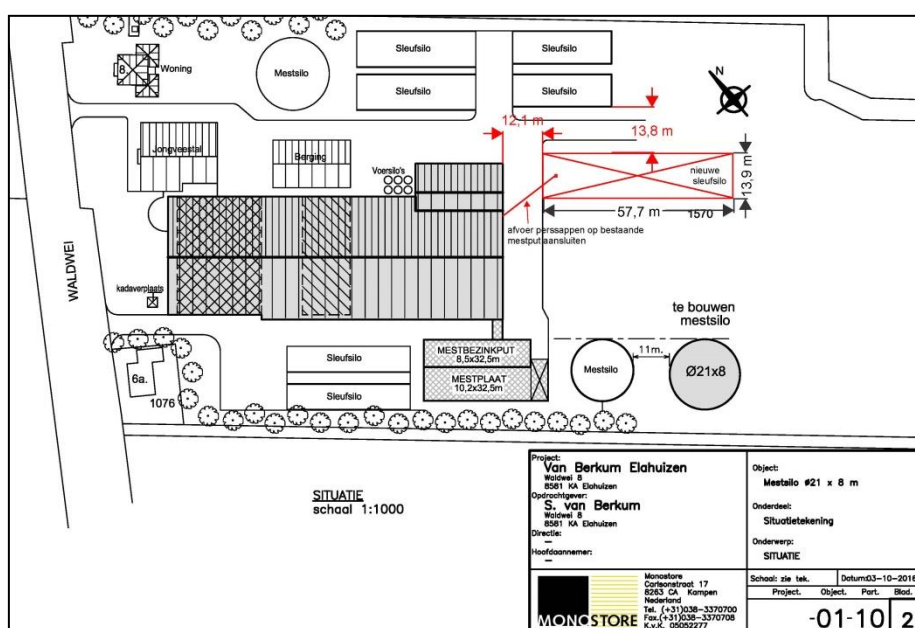 Sleufsilo
Sleufsilo
8.
Woning
Mestsilo
Sleufsilo
Sleufsilo
N
12,1 m
13,8 m
Jongveestal
Berging
Voersilo's
nieuwe
sleufsilo
13,9 m
57,7 m
1570
afvoer perssappen op bestaande
mestput aansluiten
WALDWEI
kadaverplaats
te bouwen
mestsilo
6a.
1076
Sleufsilo
Sleufsilo
MESTBEZINKPUT
8,5x32,5m
MESTPLAAT
10,2x32,5m
Mestsilo
11m.
Ø21x8
SITUATIE
schaal 1:1000
Project:
Van Berkum Elahuizen
Waldwei 8
8581 KA Elahuizen
Opdrachtgever:
S. van Berkum
Waldwei 8
8581 KA Elahuizen
Directie:
—
Hoofdaannemer:
—
Object:
Mestsilo ø21 x 8 m
Onderdeel:
Situatietekening
Onderwerp:
SITUATIE
MONOSTORE
Monostore
Carlsonstraat 17
8263 CA Kampen
Nederland
Tel. (+31)038-3370700
Fax.(+31)038-3370708
K.v.K. 05052277
Schaal: zie tek.
Datum:03-10-2016
Project. Object. Part. Blad.
-01-10 2